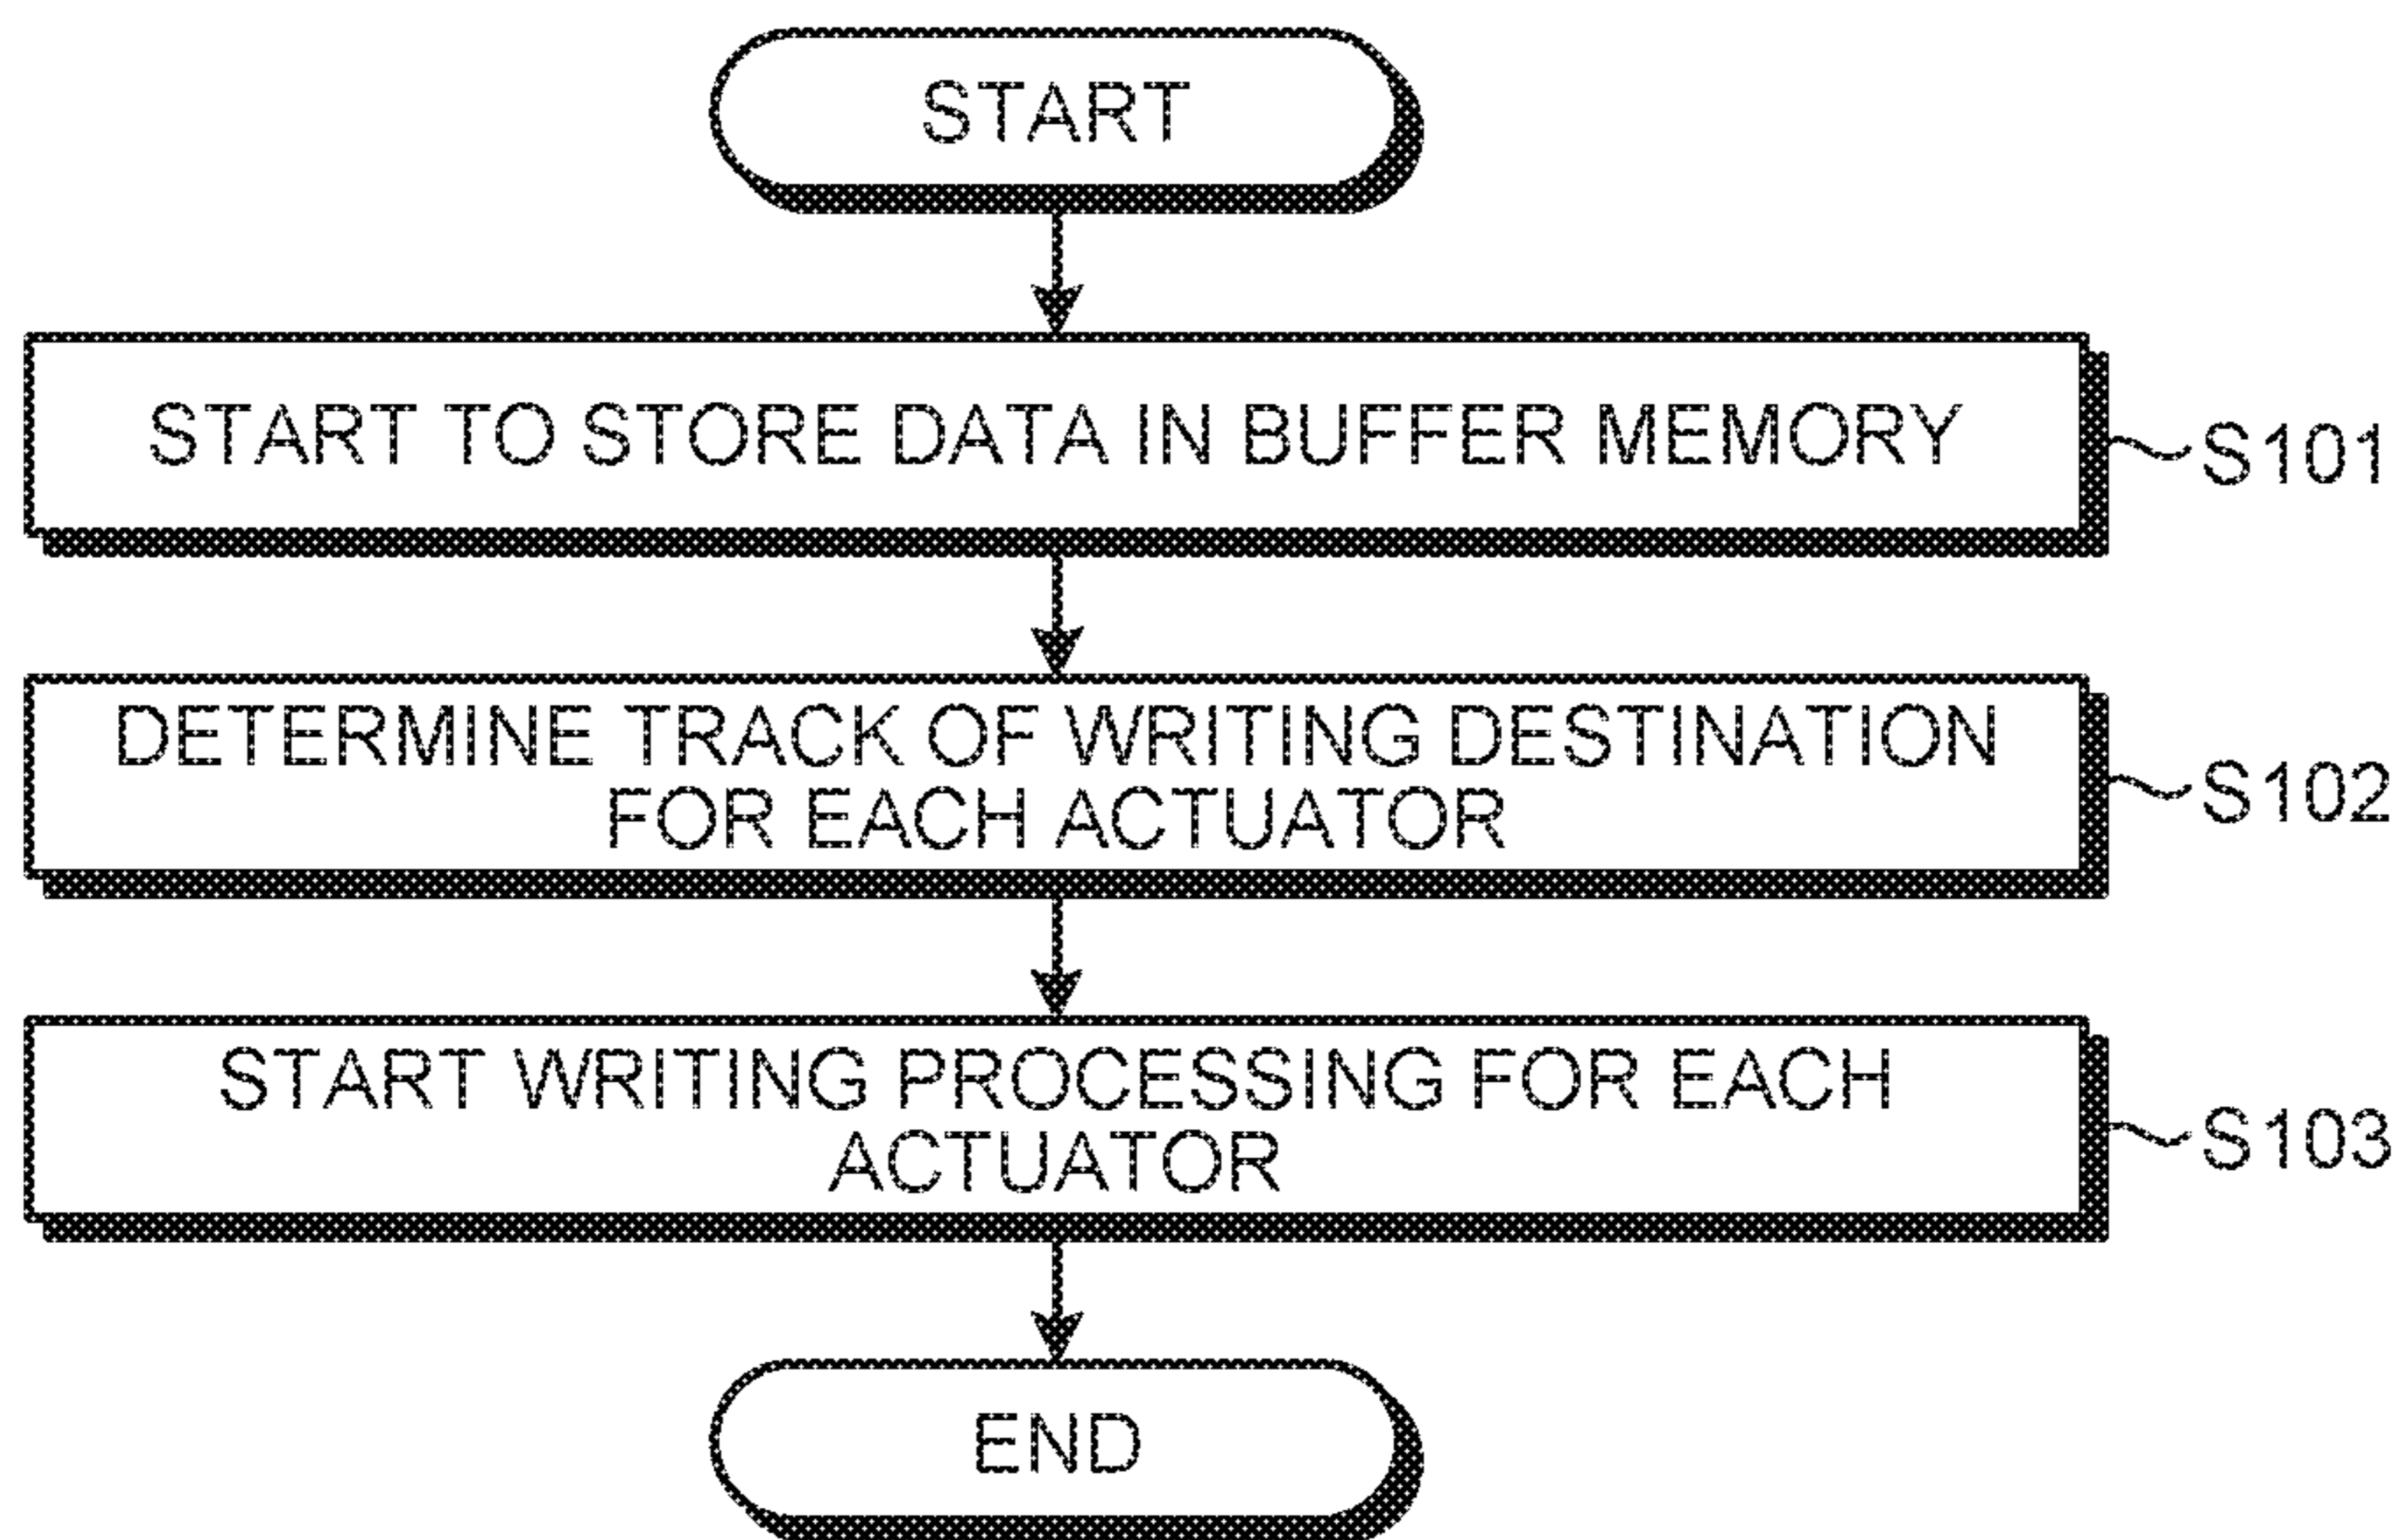 START
START TO STORE DATA IN BUFFER MEMORY
S101
DETERMINE TRACK OF WRITING DESTINATION
FOR EACH ACTUATOR
S102
START WRITING PROCESSING FOR EACH
ACTUATOR
S103
END